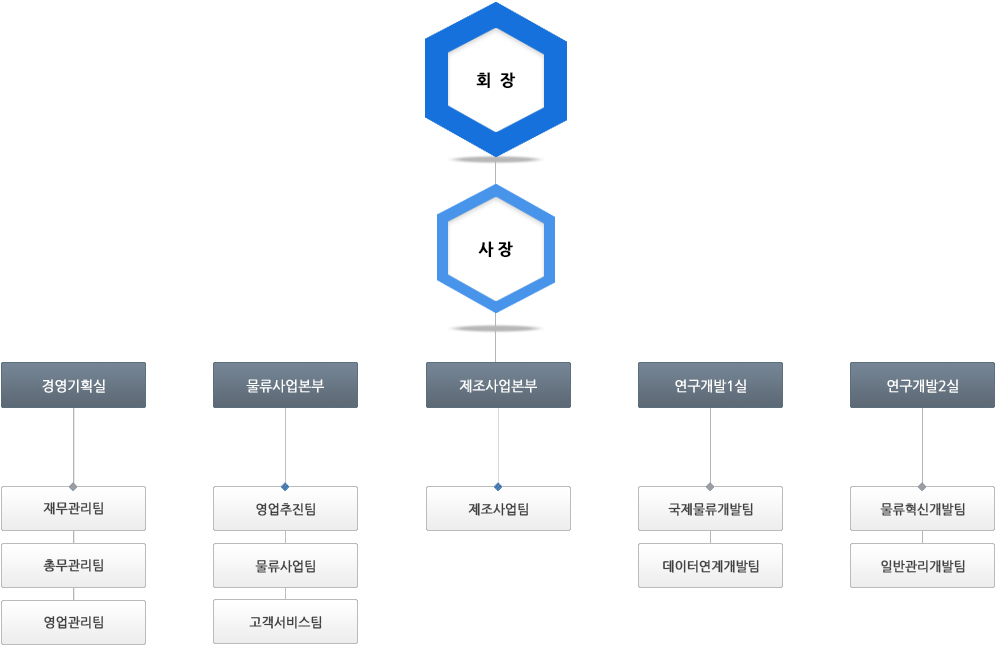 회 장
사 장
경영기획실
물류사업본부
제조사업본부
연구개발1실
연구개발2실
재무관리팀
영업추진팀
제조사업팀
국제물류개발팀
물류혁신개발팀
총무관리팀
물류사업팀
데이터연계개발팀
일반관리개발팀
영업관리팀
고객서비스팀